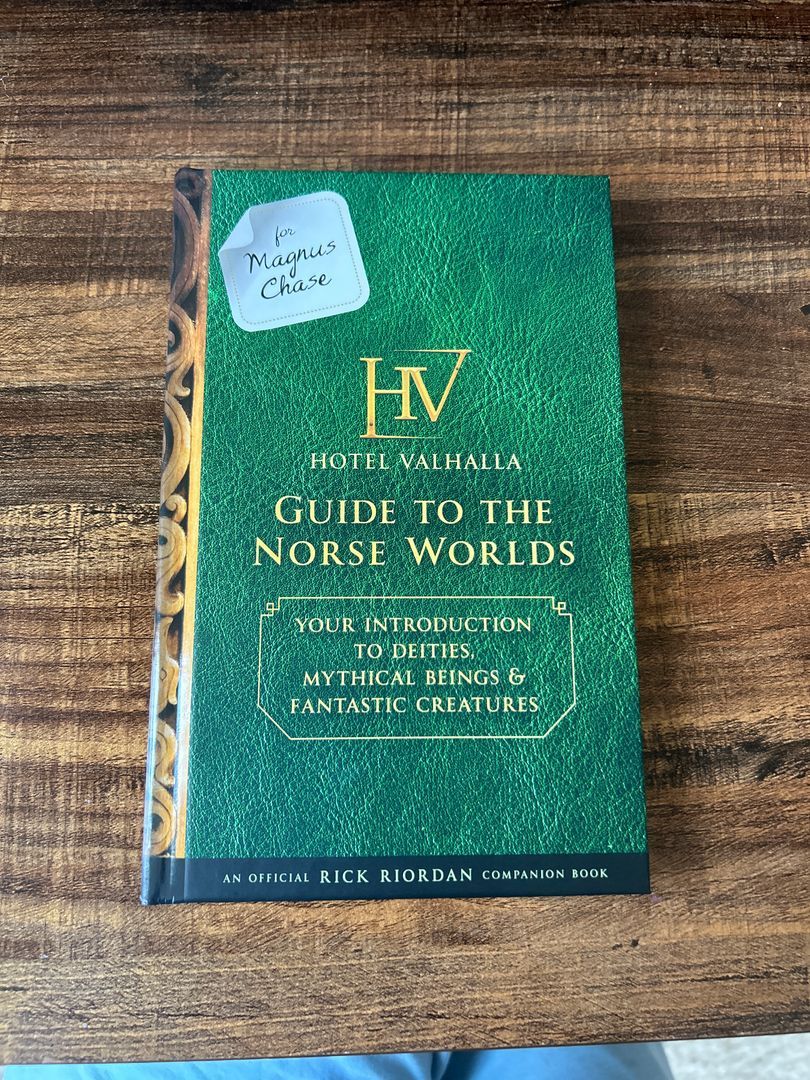 for
Magnus
Chase
HV
HOTEL VALHALLA
GUIDE TO THE
NORSE WORLDS
YOUR INTRODUCTION
TO DEITIES,
MYTHICAL BEINGS &
FANTASTIC CREATURES
AN OFFICIAL RICK RIORDAN COMPANION BOOK